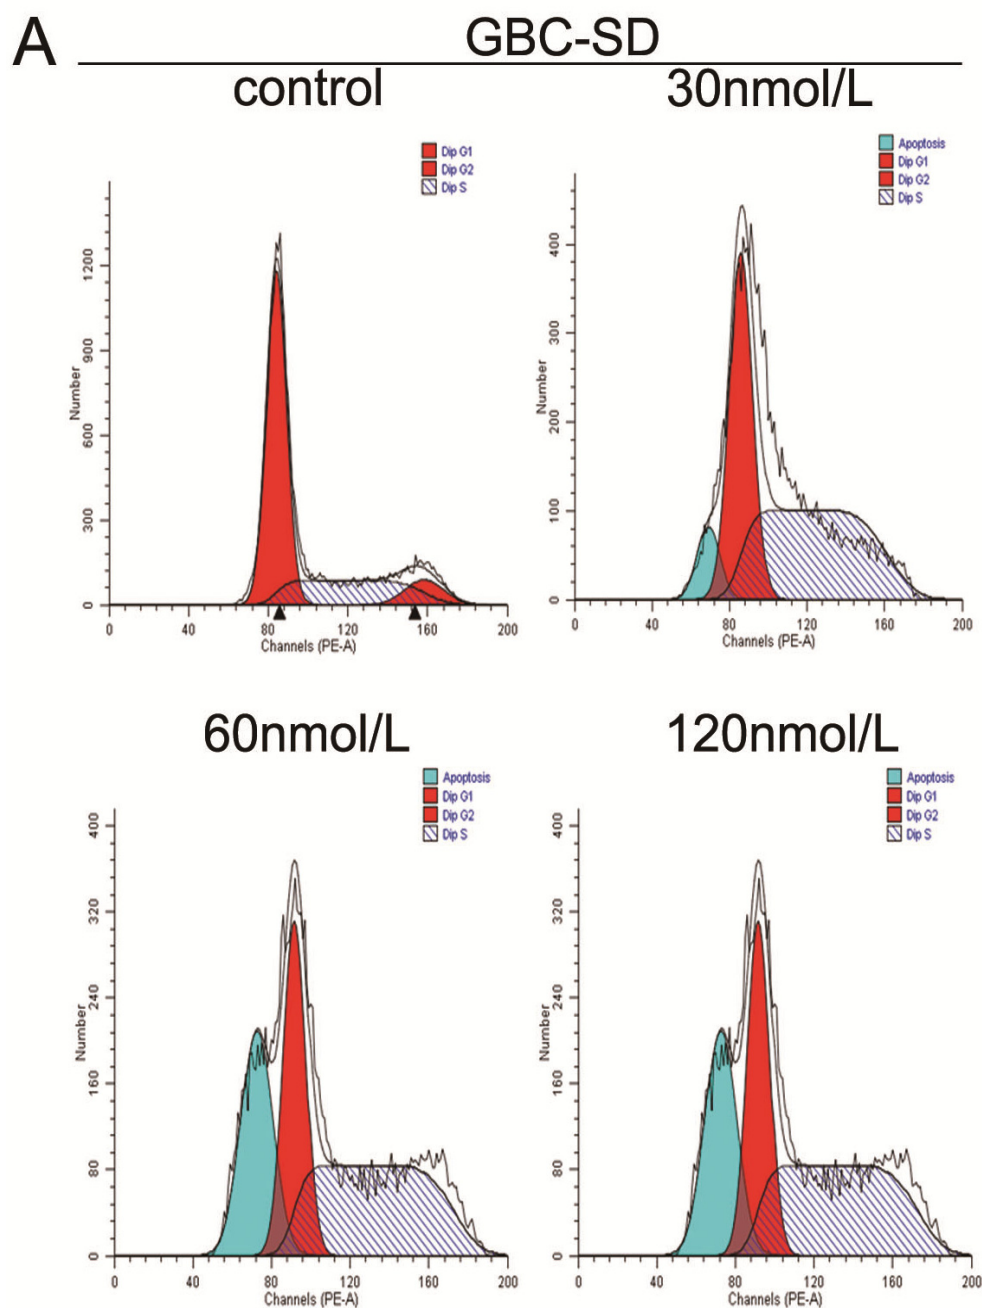 A
GBC-SD
control
30nmol/L
Dip G1
Dip G2
Dip S
Number
1200
900
600
300
0
0 40 80 120 160 200
Channels (PE-A)
Apoptosis
Dip G1
Dip G2
Dip S
Number
400
300
200
100
0
0 40 80 120 160 200
Channels (PE-A)
60nmol/L
120nmol/L
Apoptosis
Dip G1
Dip G2
Dip S
Number
400
320
240
160
80
0
0 40 80 120 160 200
Channels (PE-A)
Apoptosis
Dip G1
Dip G2
Dip S
Number
400
320
240
160
80
0
0 40 80 120 160 200
Channels (PE-A)